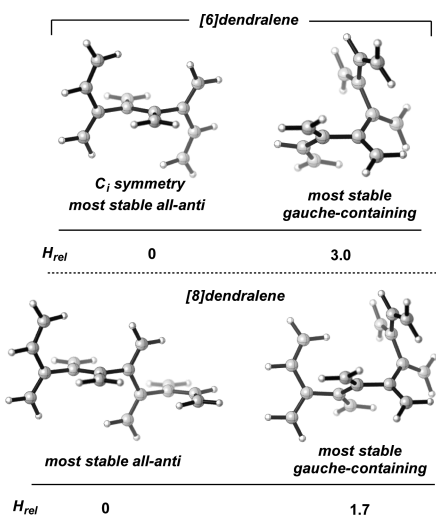 [6]dendralene
Ci symmetry
most stable all-anti
most stable
gauche-containing
Hrel 0 3.0
[8]dendralene
most stable all-anti
most stable
gauche-containing
Hrel 0 1.7